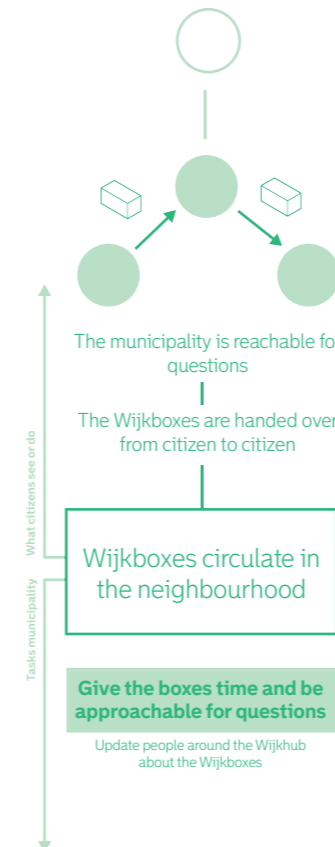 The municipality is reachable fo
questions
The Wijkboxes are handed over
from citizen to citizen
What citizens see or do
Wijkboxes circulate in
the neighbourhood
Tasks municipality
Give the boxes time and be
approachable for questions
Update people around the Wijkhub
about the Wijkboxes